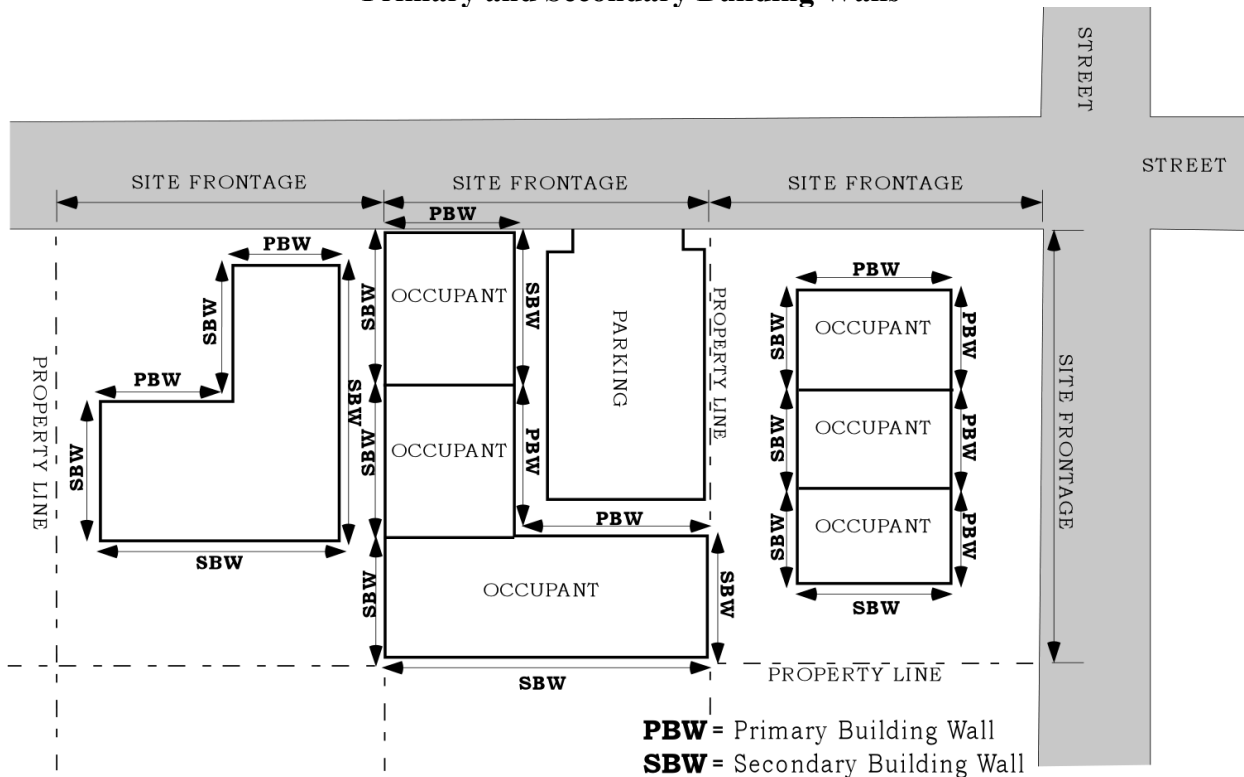 Primary and Secondary Building Walls
STREET
STREET
SITE FRONTAGE
SITE FRONTAGE
SITE FRONTAGE
PBW
PBW
SBW
PBW
SBW
SBW
SBW
PROPERTY LINE
SBW
OCCUPANT
SBW
SBW
OCCUPANT
PBW
PARKING
PBW
SBW
OCCUPANT
SBW
SBW
PROPERTY LINE
PBW
SBW
OCCUPANT
PBW
SBW
OCCUPANT
PBW
SBW
OCCUPANT
PBW
SBW
SITE FRONTAGE
PROPERTY LINE
PBW = Primary Building Wall
SBW = Secondary Building Wall